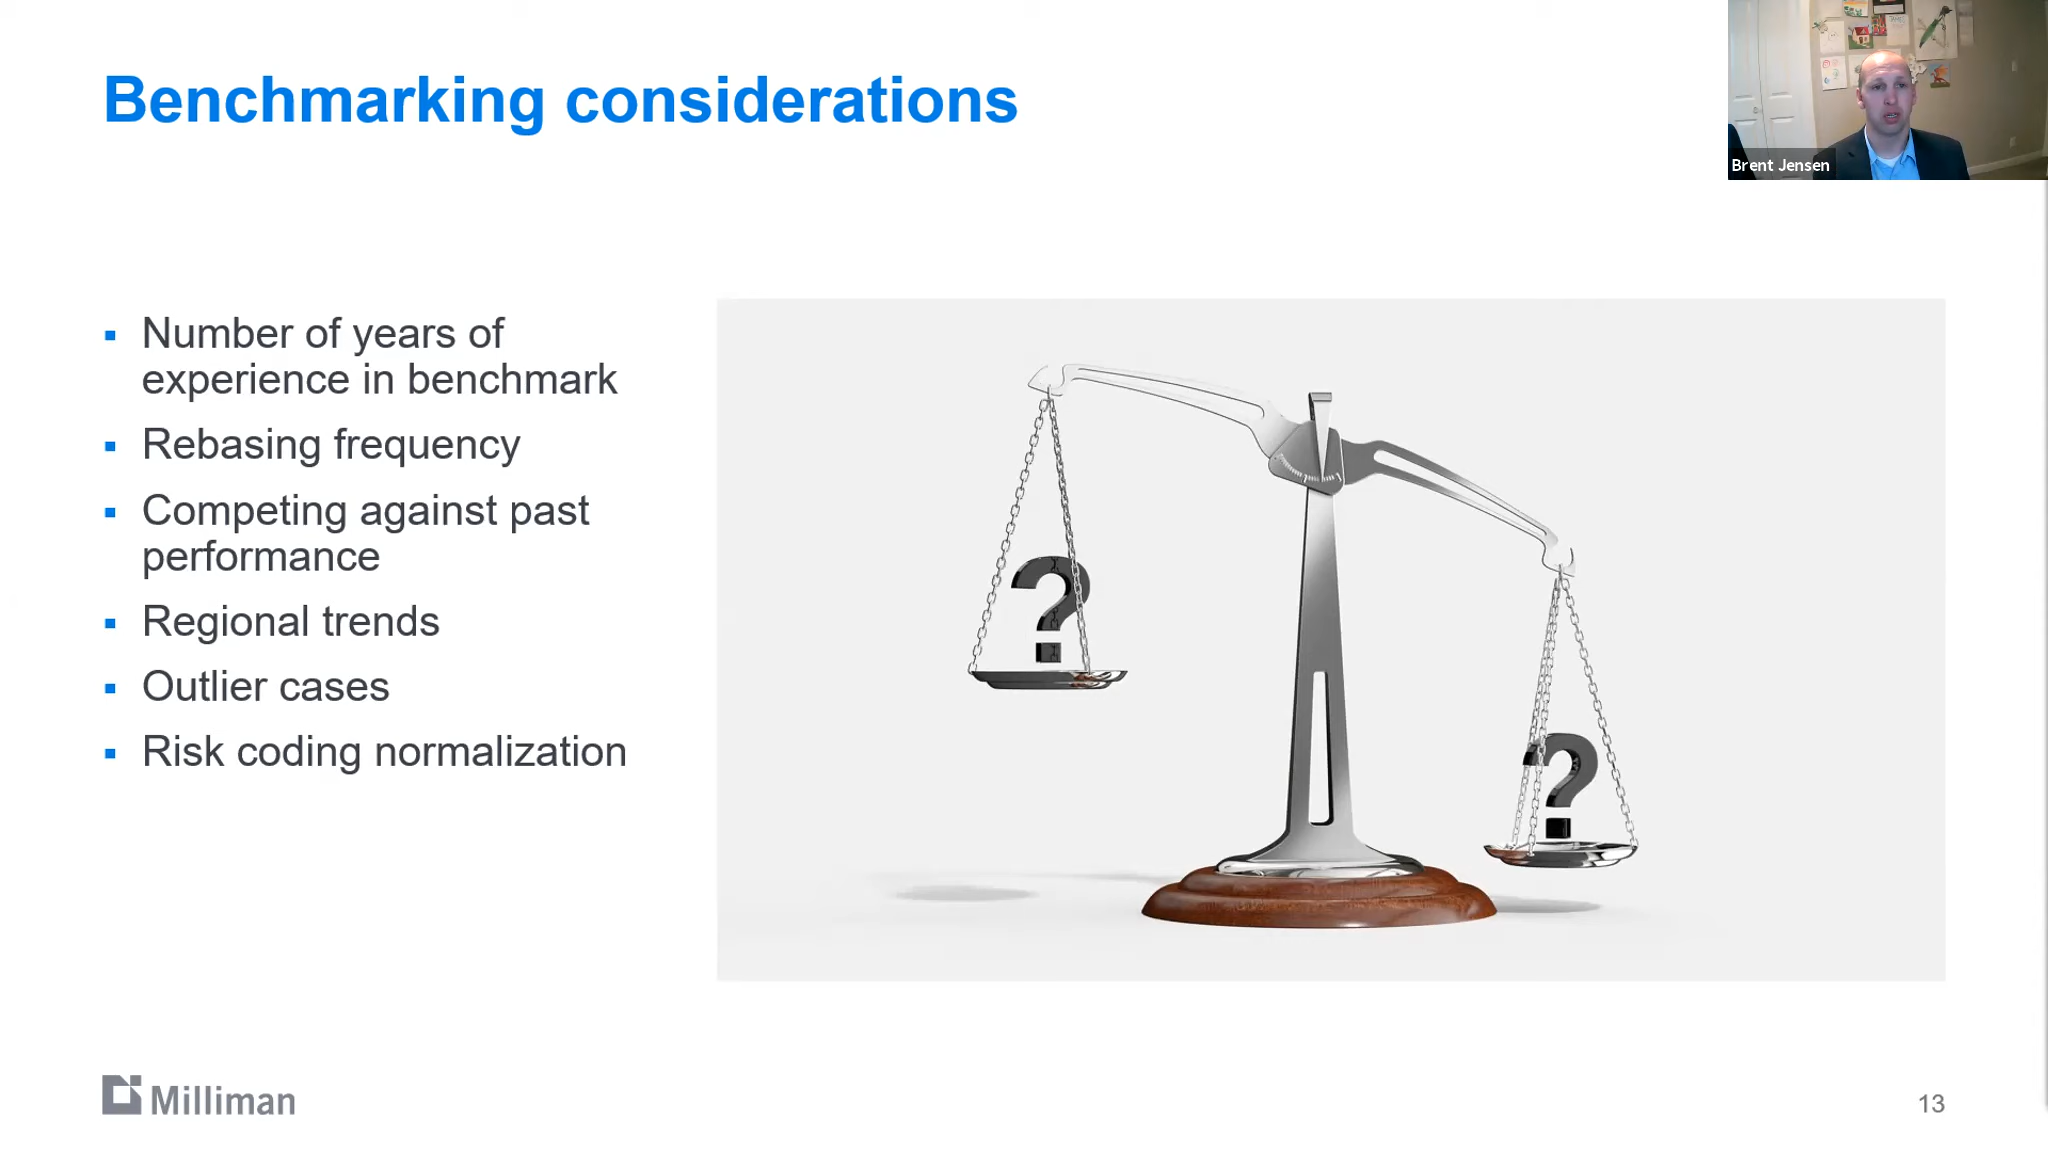 Benchmarking considerations
Brent Jensen
▪ Number of years of
experience in benchmark
▪ Rebasing frequency
▪ Competing against past
performance
▪ Regional trends
▪ Outlier cases
▪ Risk coding normalization
? ?
Milliman
13